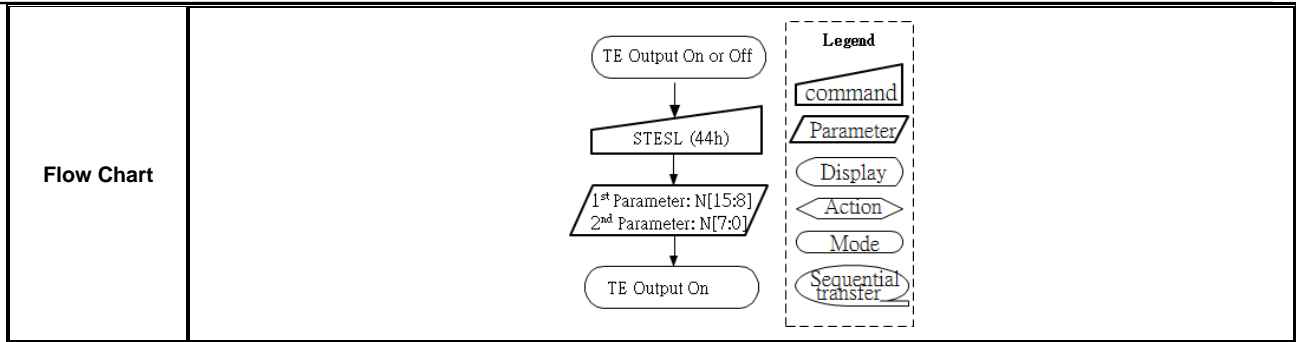 Flow Chart
TE Output On or Off
STESL (44h)
1st Parameter: N[15:8]
2nd Parameter: N[7:0]
TE Output On
Legend
command
Parameter
Display
Action
Mode
Sequential
transfer